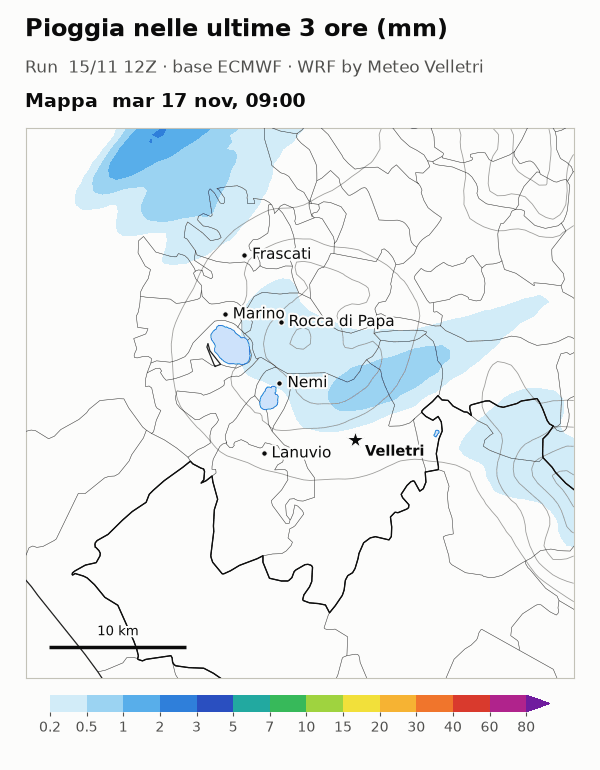 Pioggia nelle ultime 3 ore (mm)
Run 15/11 12Z · base ECMWF · WRF by Meteo Velletri
Mappa mar 17 nov, 09:00
Frascati
Marino
Rocca di Papa
Nemi
Velletri
Lanuvio
10 km
0.2 0.5 1 2 3 5 7 10 15 20 30 40 60 80